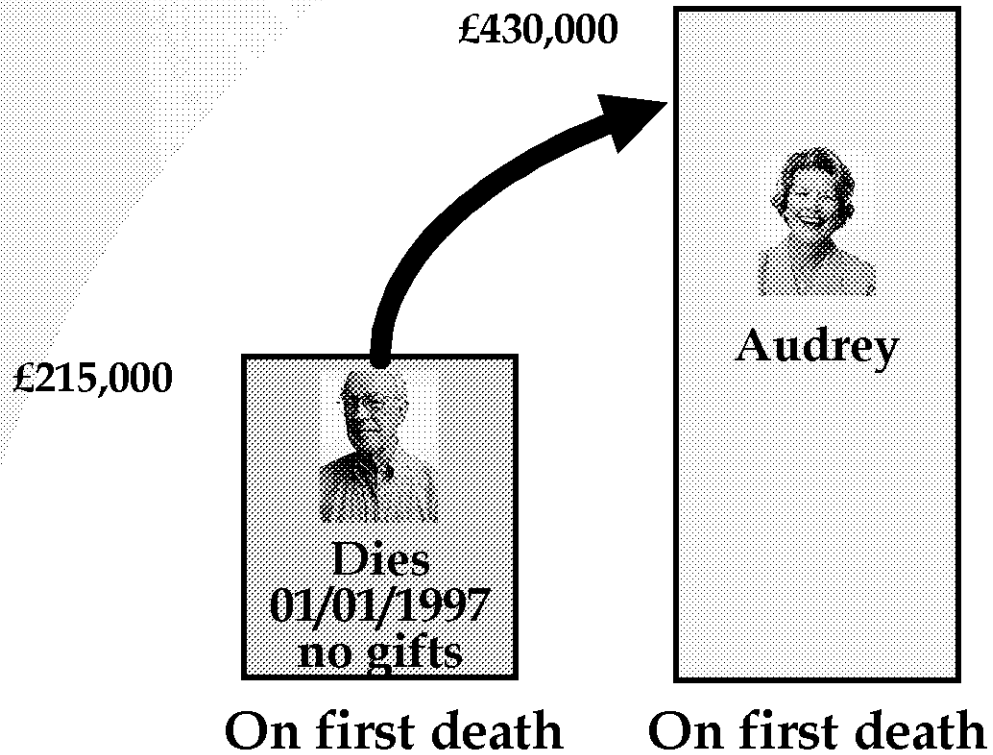 £430,000
Audrey
£215,000
Dies
01/01/1997
no gifts
On first death
On first death